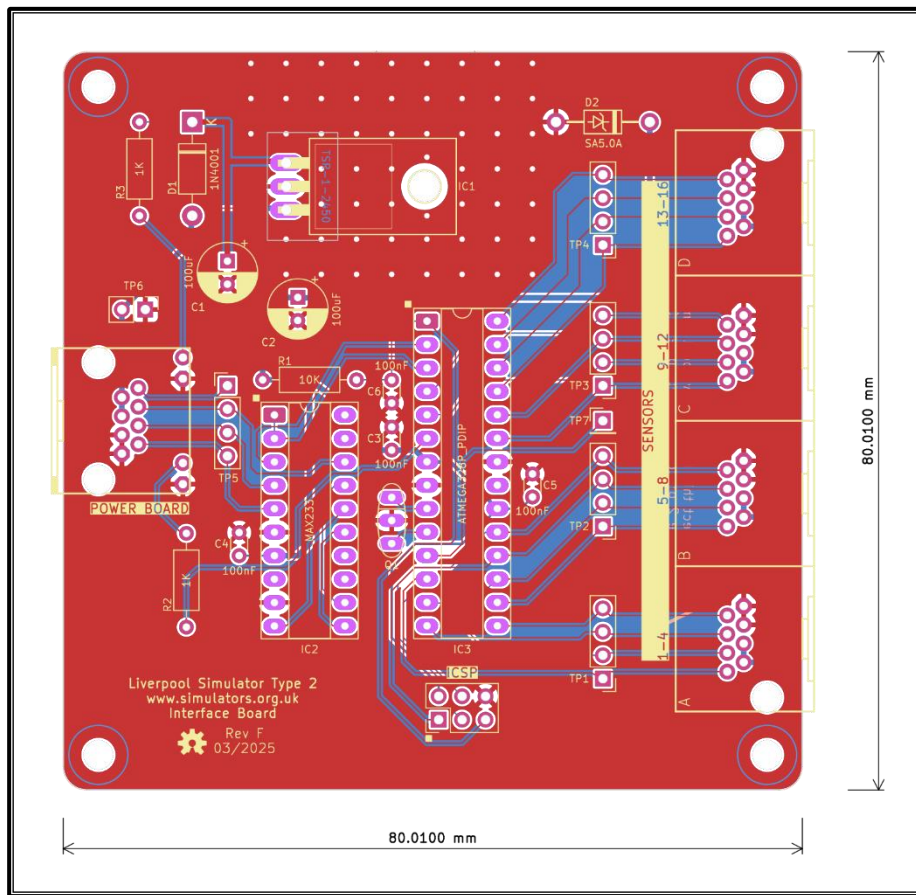 D2
SA5.0A
K
1N4001
D1
1K
R3
TSR-1-2450
IC1
TP4
13-16
D
+
100uF
C1
+
100uF
C2
TP6
R1
10K
100nF
C6
C3
100nF
ATMEGA328P_PDIP
TP3
9-12
C
TP7
SENSORS
TP5
POWER BOARD
MAX233
C4
100nF
Q1
C5
100nF
5-8
TP2
B
R2
1K
IC2
IC3
1-4
TP1
A
ICSP
Liverpool Simulator Type 2
www.simulators.org.uk
Interface Board
Rev F
03/2025
80.0100 mm
80.0100 mm